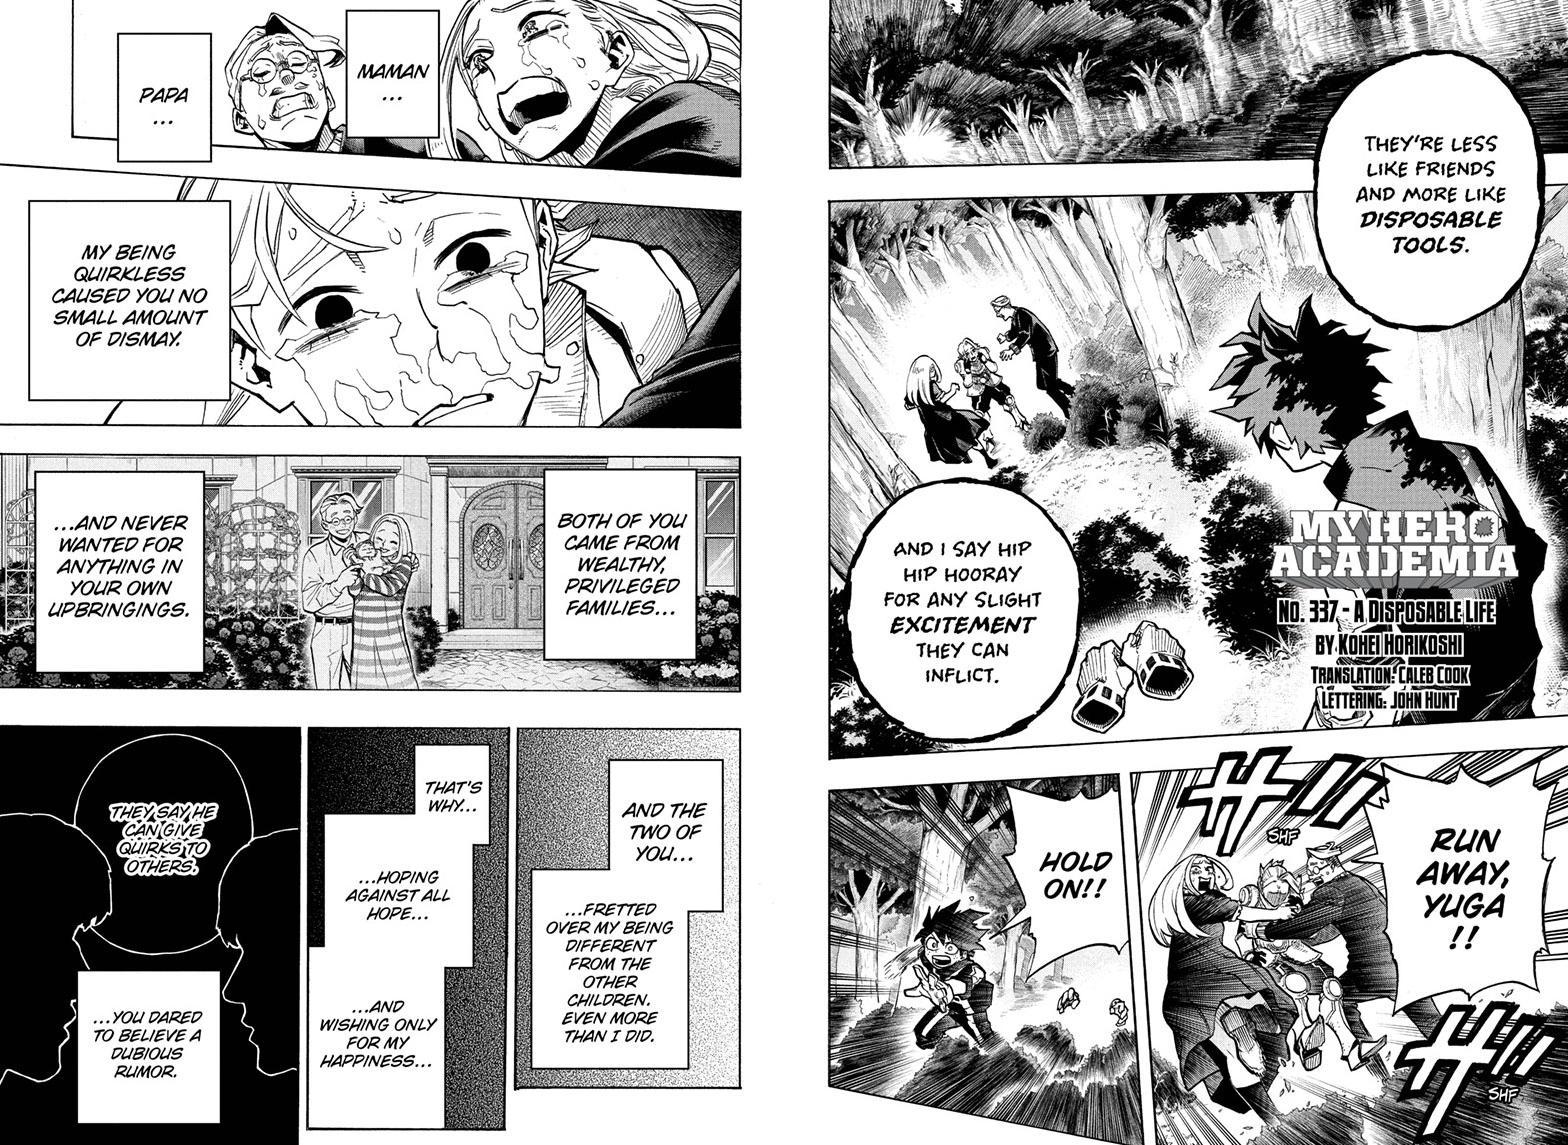 THEY'RE LESS
LIKE FRIENDS
AND MORE LIKE
DISPOSABLE
TOOLS.
AND I SAY HIP
HIP HOORAY
FOR ANY SLIGHT
EXCITEMENT
THEY CAN
INFLICT.
MY HERO
ACADEMIA
No. 337 - A DISPOSABLE LIFE
BY KOHEI HORIKOSHI
TRANSLATION: CALEB COOK
LETTERING: JOHN HUNT
RUN
AWAY,
YUGA
!!
ザッ
SHF
ザッ!!
SHF
HOLD
ON!!
MAMAN
...
PAPA
...
MY BEING
QUIRKLESS
CAUSED YOU NO
SMALL AMOUNT
OF DISMAY.
BOTH OF YOU
CAME FROM
WEALTHY,
PRIVILEGED
FAMILIES...
...AND NEVER
WANTED FOR
ANYTHING IN
YOUR OWN
UPBRINGINGS.
AND THE
TWO OF
YOU...
...FRETTED
OVER MY BEING
DIFFERENT
FROM THE
OTHER
CHILDREN.
EVEN MORE
THAN I DID.
THAT'S
WHY...
...HOPING
AGAINST ALL
HOPE...
...AND
WISHING ONLY
FOR MY
HAPPINESS...
THEY SAY HE
CAN GIVE
QUIRKS TO
OTHERS.
...YOU DARED
TO BELIEVE A
DUBIOUS
RUMOR.